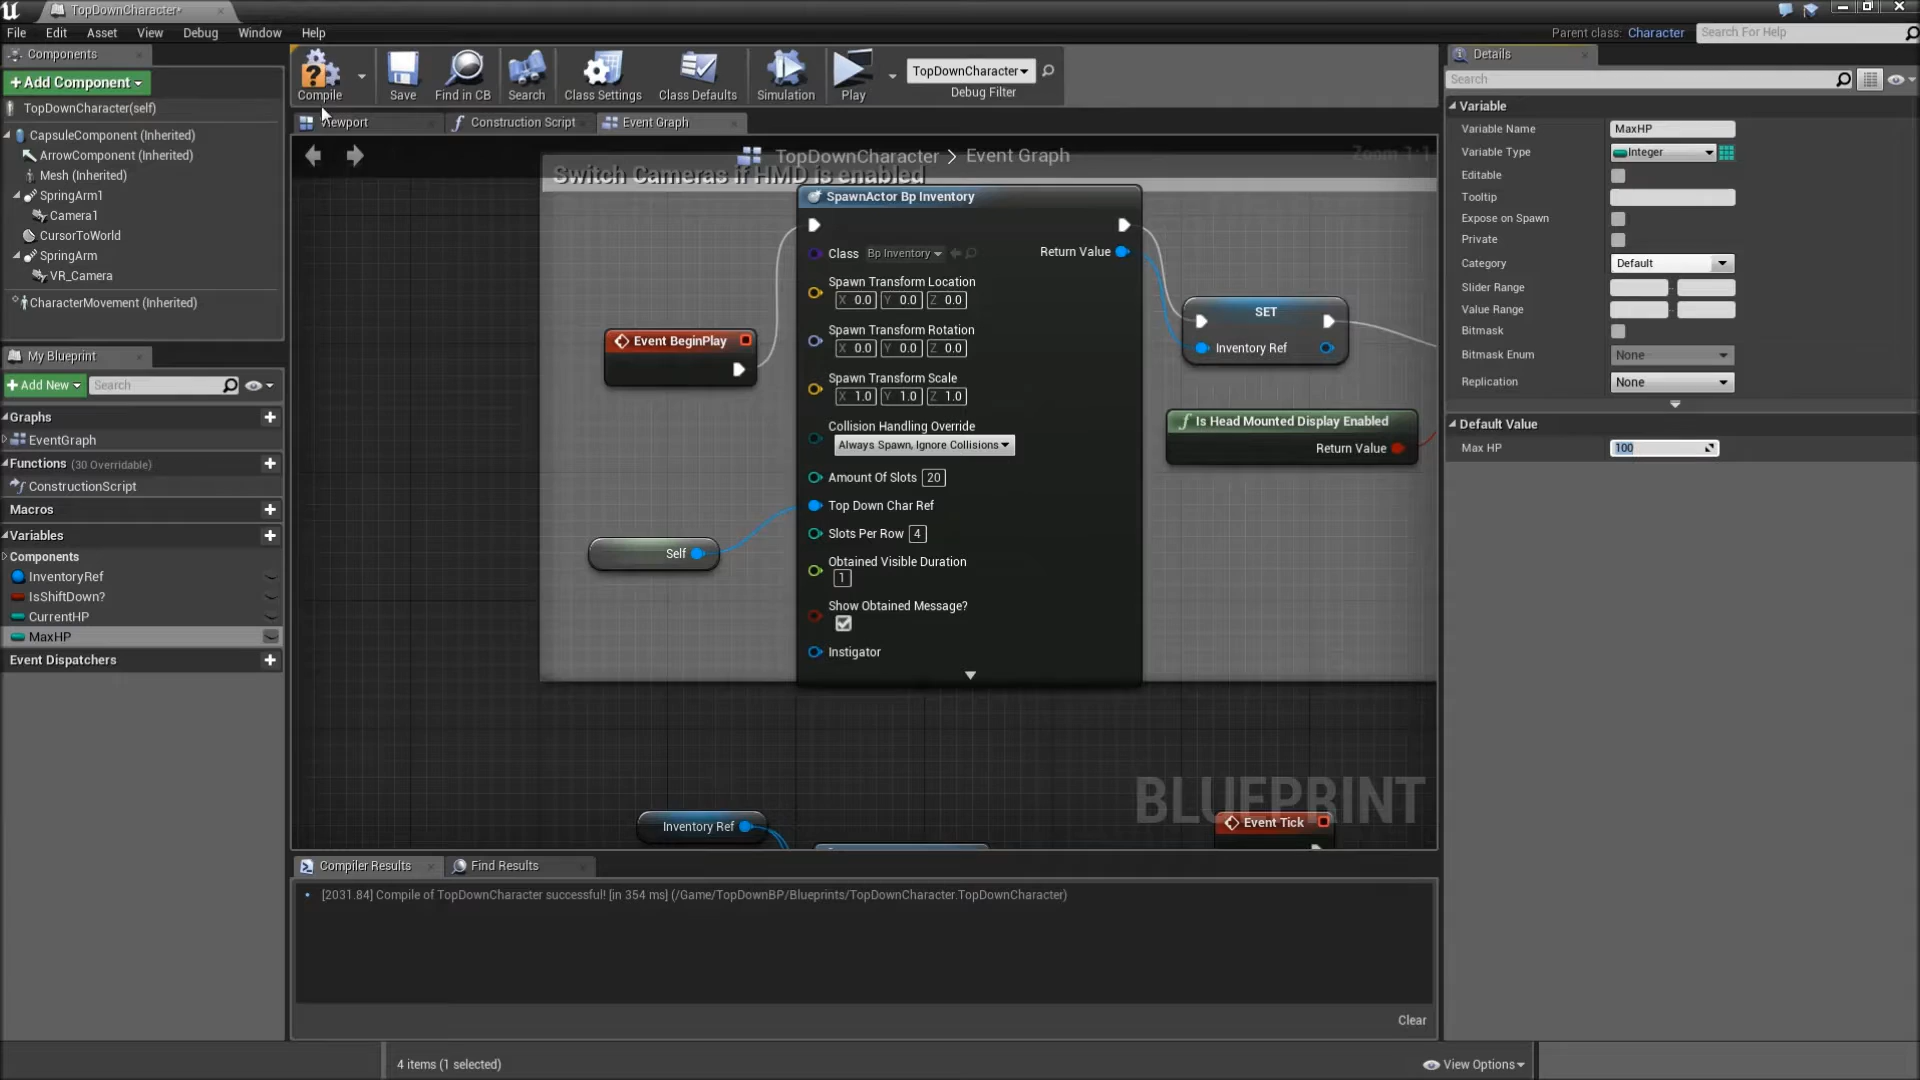 TopDownCharacter*
File Edit Asset View Debug Window Help
Parent class: Character
Search For Help
Components
+Add Component
TopDownCharacter(self)
CapsuleComponent (Inherited)
ArrowComponent (Inherited)
Mesh (Inherited)
SpringArm1
Camera1
CursorToWorld
SpringArm
VR_Camera
CharacterMovement (Inherited)
My Blueprint
+Add New
Search
Graphs
EventGraph
Functions (30 Overridable)
ConstructionScript
Macros
Variables
Components
InventoryRef
IsShiftDown?
CurrentHP
MaxHP
Event Dispatchers
Compile
Save
Find in CB
Search
Class Settings
Class Defaults
Simulation
Play
TopDownCharacter
Debug Filter
Viewport
Construction Script
Event Graph
TopDownCharacter > Event Graph
Zoom 1:1
Switch Cameras if HMD is enabled
SpawnActor Bp Inventory
Class Bp Inventory
Return Value
Spawn Transform Location
X 0.0 Y 0.0 Z 0.0
Spawn Transform Rotation
X 0.0 Y 0.0 Z 0.0
Spawn Transform Scale
X 1.0 Y 1.0 Z 1.0
Collision Handling Override
Always Spawn, Ignore Collisions
Amount Of Slots 20
Top Down Char Ref
Slots Per Row 4
Obtained Visible Duration
1
Show Obtained Message?
Instigator
Event BeginPlay
Self
SET
Inventory Ref
Is Head Mounted Display Enabled
Return Value
Inventory Ref
Event Tick
BLUEPRINT
Compiler Results
Find Results
[2031.84] Compile of TopDownCharacter successful! [in 354 ms] (/Game/TopDownBP/Blueprints/TopDownCharacter.TopDownCharacter)
Clear
4 items (1 selected)
View Options
Details
Search
Variable
Variable Name MaxHP
Variable Type Integer
Editable
Tooltip
Expose on Spawn
Private
Category Default
Slider Range
Value Range
Bitmask
Bitmask Enum None
Replication None
Default Value
Max HP 100